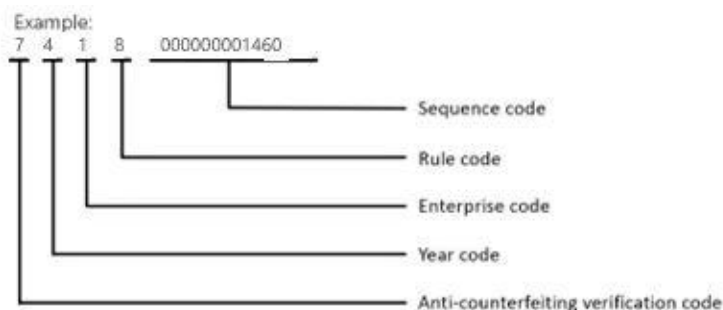 Example:
7 4 1 8 000000001460
Sequence code
Rule code
Enterprise code
Year code
Anti-counterfeiting verification code